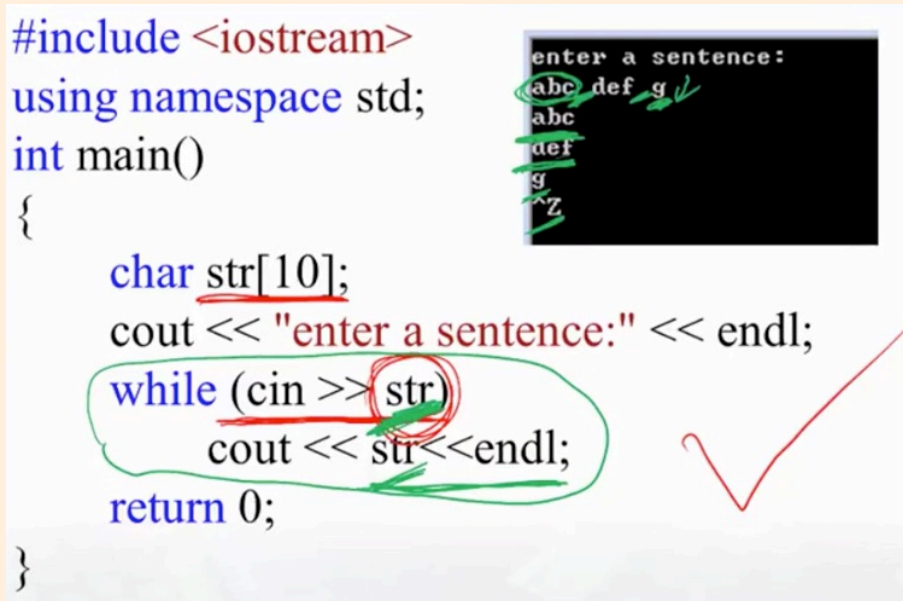 #include <iostream>
using namespace std;
int main()
{
char str[10];
cout << "enter a sentence:" << endl;
while (cin >> str)
cout << str<<endl;
return 0;
}
enter a sentence:
abc def g
abc
def
g
^Z